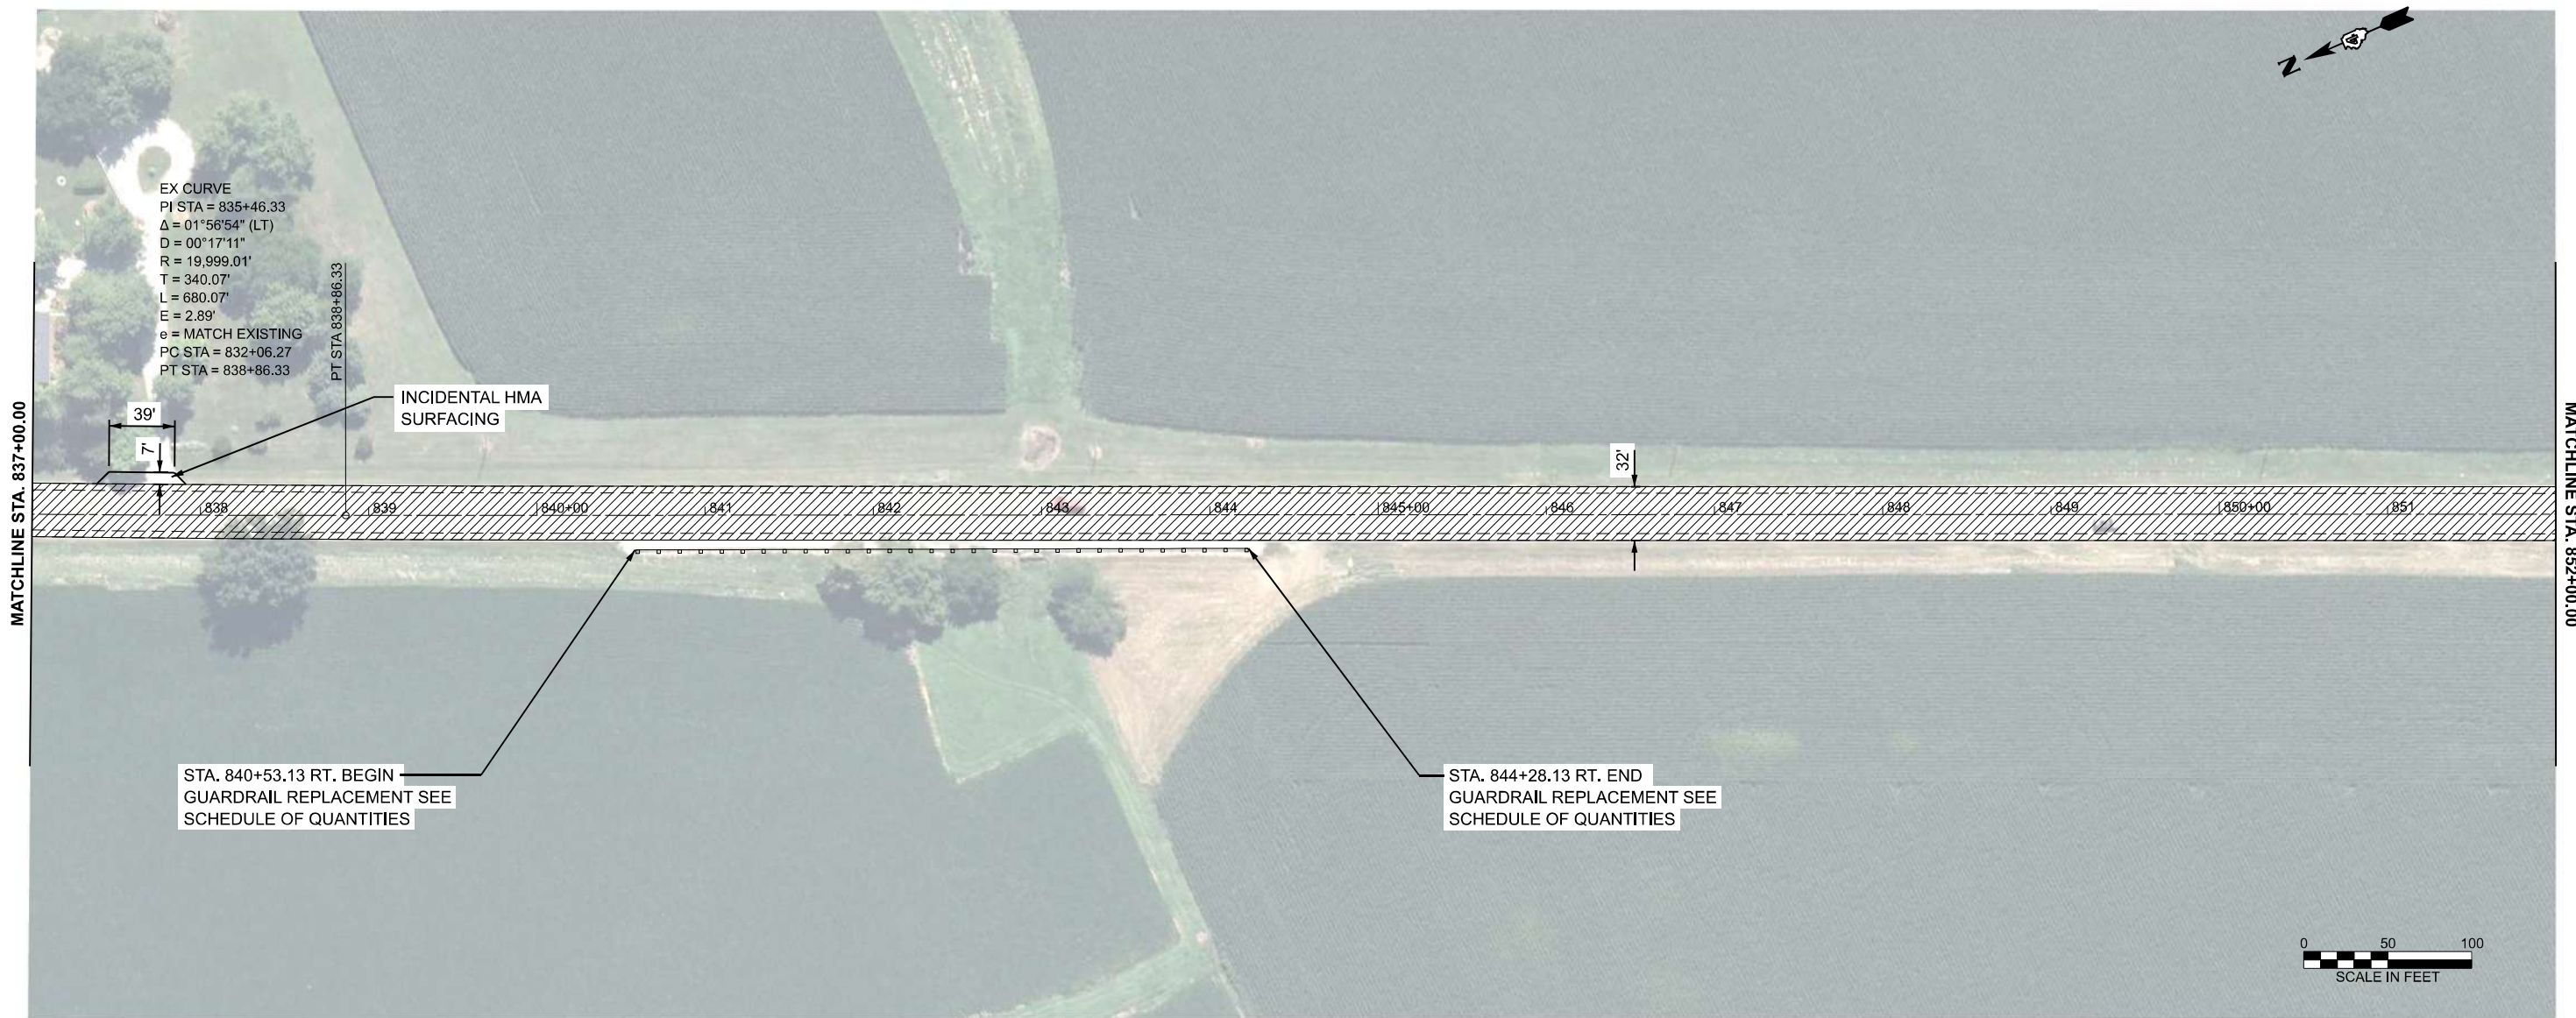 N
EX CURVE
PI STA = 835+46.33
Δ = 01°56'54" (LT)
D = 00°17'11"
R = 19,999.01'
T = 340.07'
L = 680.07'
E = 2.89'
e = MATCH EXISTING
PC STA = 832+06.27
PT STA = 838+86.33
PT STA 838+86.33
INCIDENTAL HMA
SURFACING
39'
7'
32'
MATCHLINE STA. 837+00.00
MATCHLINE STA. 852+00.00
838
839
840+00
841
842
843
844
845+00
846
847
848
849
850+00
851
STA. 840+53.13 RT. BEGIN
GUARDRAIL REPLACEMENT SEE
SCHEDULE OF QUANTITIES
STA. 844+28.13 RT. END
GUARDRAIL REPLACEMENT SEE
SCHEDULE OF QUANTITIES
0 50 100
SCALE IN FEET